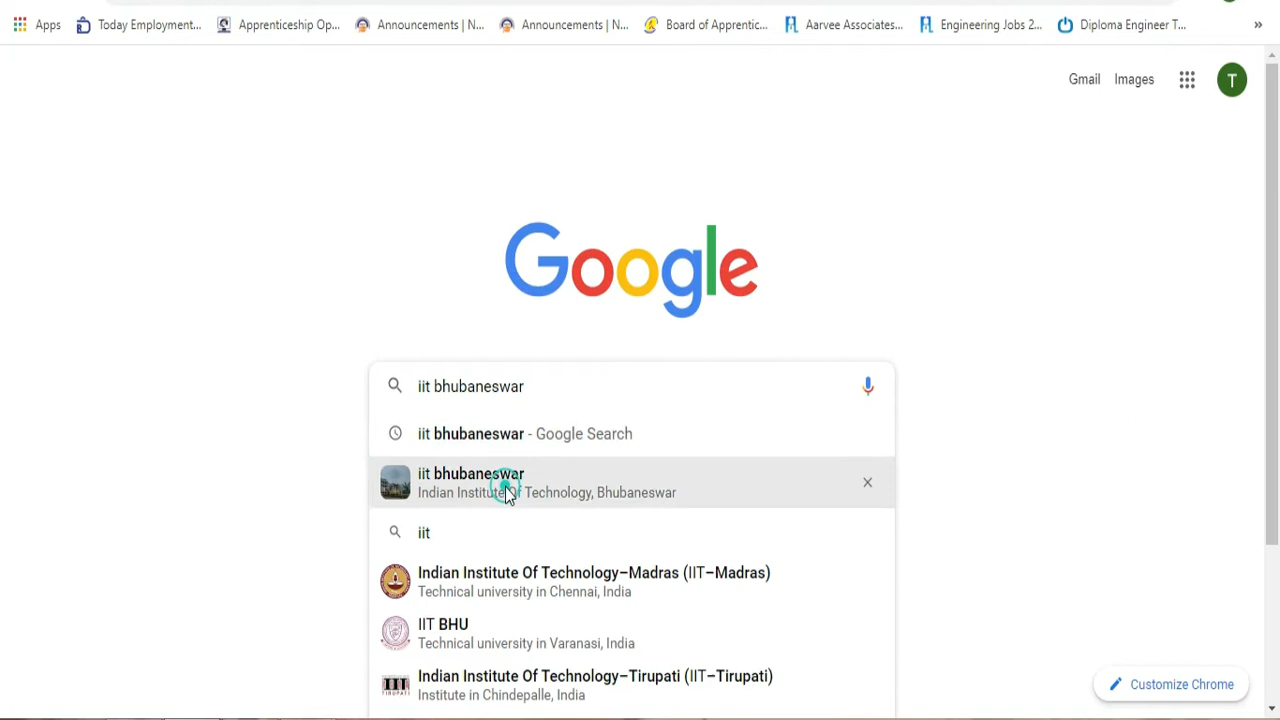 Apps Today Employment... Apprenticeship Op... Announcements | N... Announcements | N... Board of Apprentic... Aarvee Associates... Engineering Jobs 2... Diploma Engineer T... »
Gmail Images T
Google
iit bhubaneswar
iit bhubaneswar - Google Search
iit bhubaneswar
Indian Institute Of Technology, Bhubaneswar
iit
Indian Institute Of Technology–Madras (IIT–Madras)
Technical university in Chennai, India
IIT BHU
Technical university in Varanasi, India
Indian Institute Of Technology–Tirupati (IIT–Tirupati)
Institute in Chindepalle, India
Customize Chrome